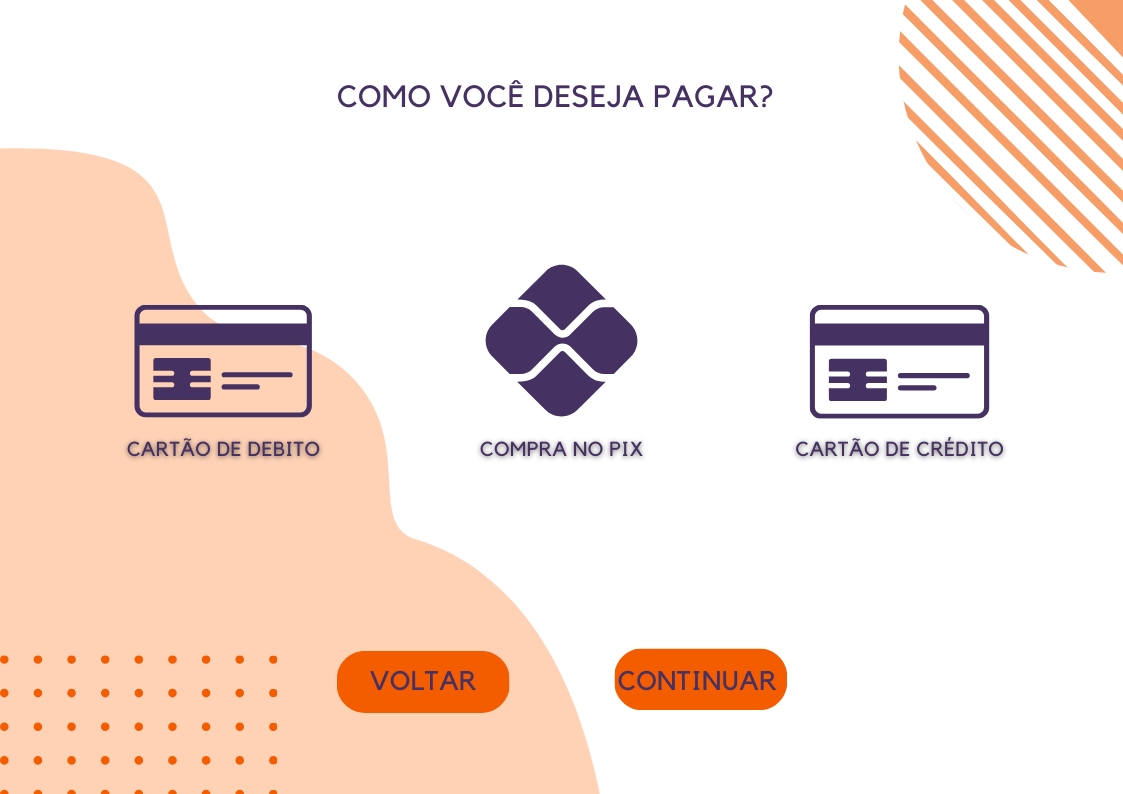 COMO VOCÊ DESEJA PAGAR?
CARTÃO DE DEBITO
COMPRA NO PIX
CARTÃO DE CRÉDITO
VOLTAR
CONTINUAR